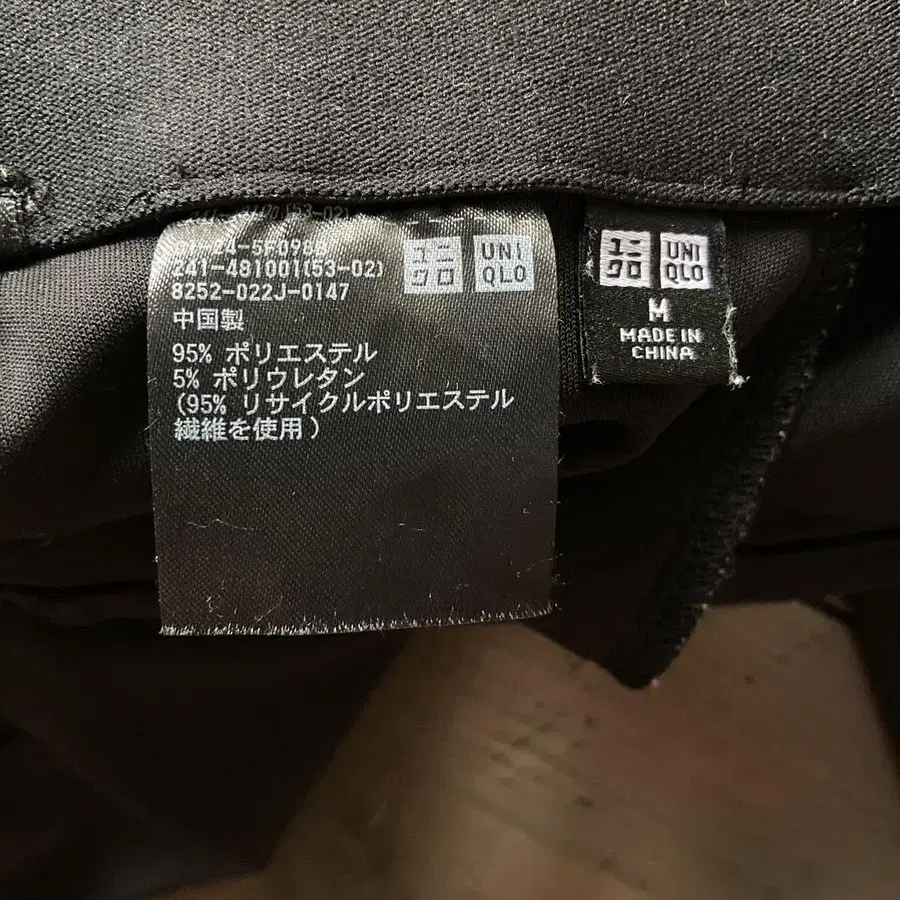 (53-02)
241-481001(53-02)
8252-022J-0147
中国製
95% ポリエステル
5% ポリウレタン
(95% リサイクルポリエステル
繊維を使用)
ユニ
クロ
UNI
QLO
ユニ
クロ
UNI
QLO
M
MADE IN
CHINA